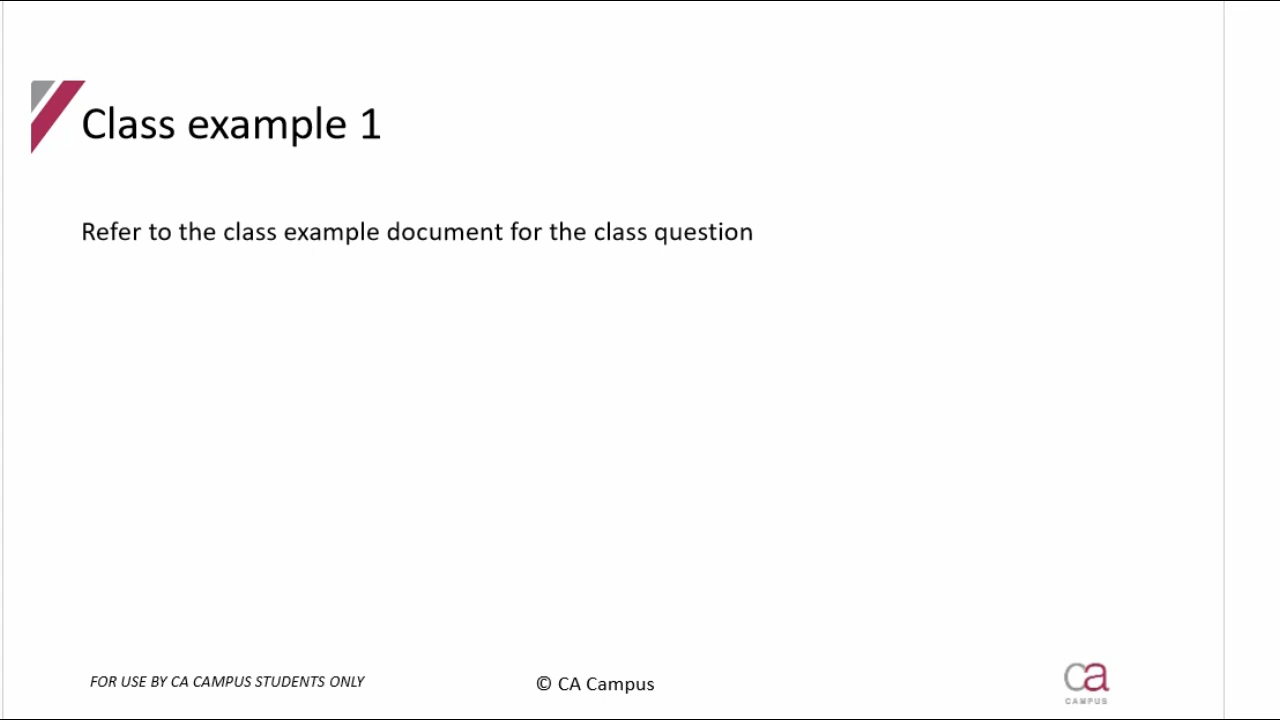 Class example 1
Refer to the class example document for the class question
FOR USE BY CA CAMPUS STUDENTS ONLY
© CA Campus
ca
CAMPUS